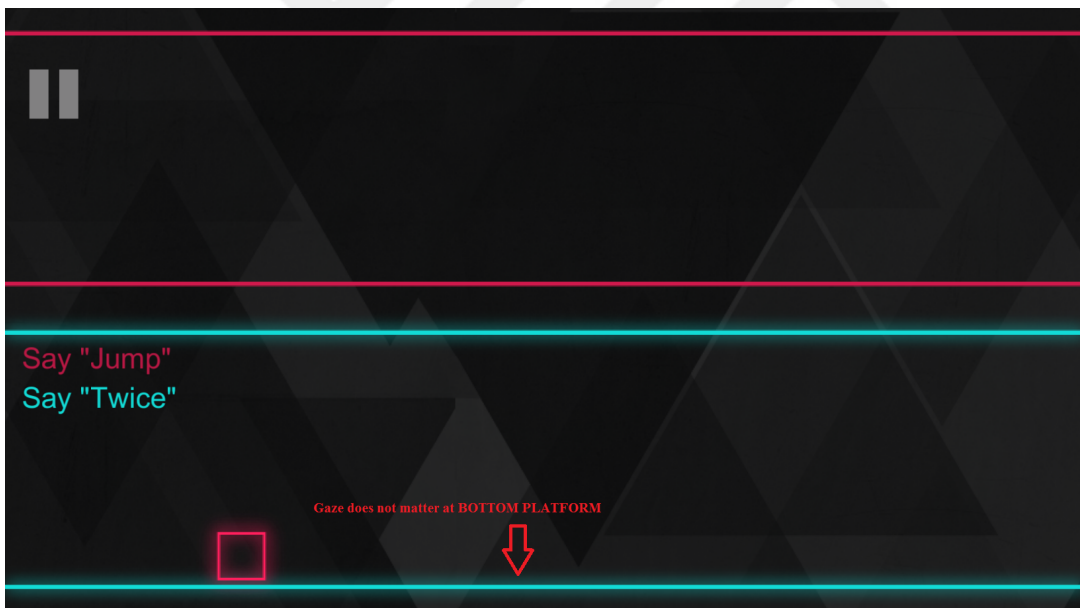 Say "Jump"
Say "Twice"
Gaze does not matter at BOTTOM PLATFORM